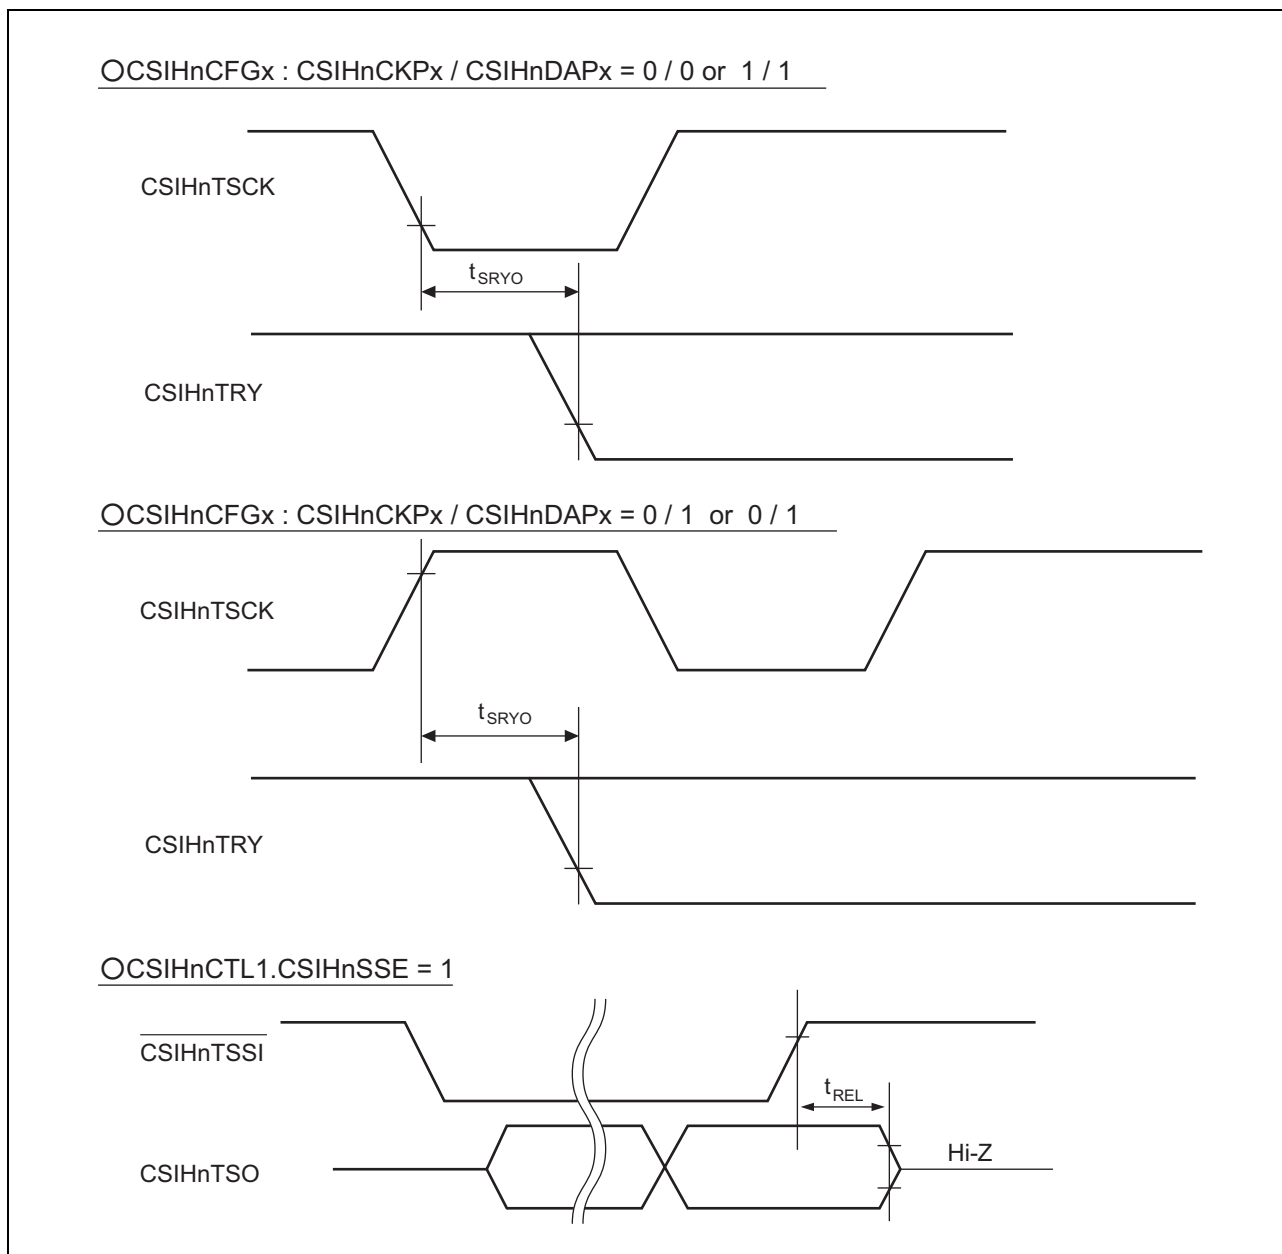 ○CSIHnCFGx : CSIHnCKPx / CSIHnDAPx = 0 / 0 or 1 / 1
CSIHnTSCK
tSRYO
CSIHnTRY
○CSIHnCFGx : CSIHnCKPx / CSIHnDAPx = 0 / 1 or 0 / 1
CSIHnTSCK
tSRYO
CSIHnTRY
○CSIHnCTL1.CSIHnSSE = 1
CSIHnTSSI
tREL
CSIHnTSO
Hi-Z